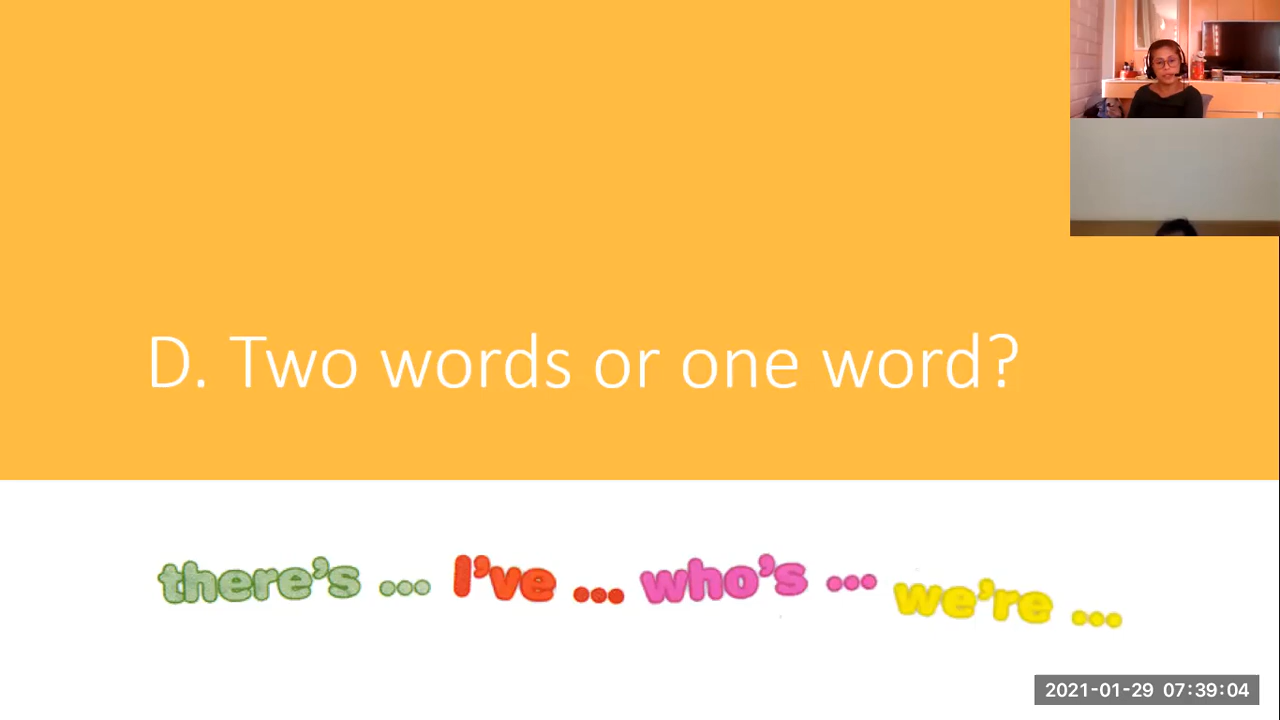 D. Two words or one word?
there's ... I've ... who's ... we're ...
2021-01-29 07:39:04